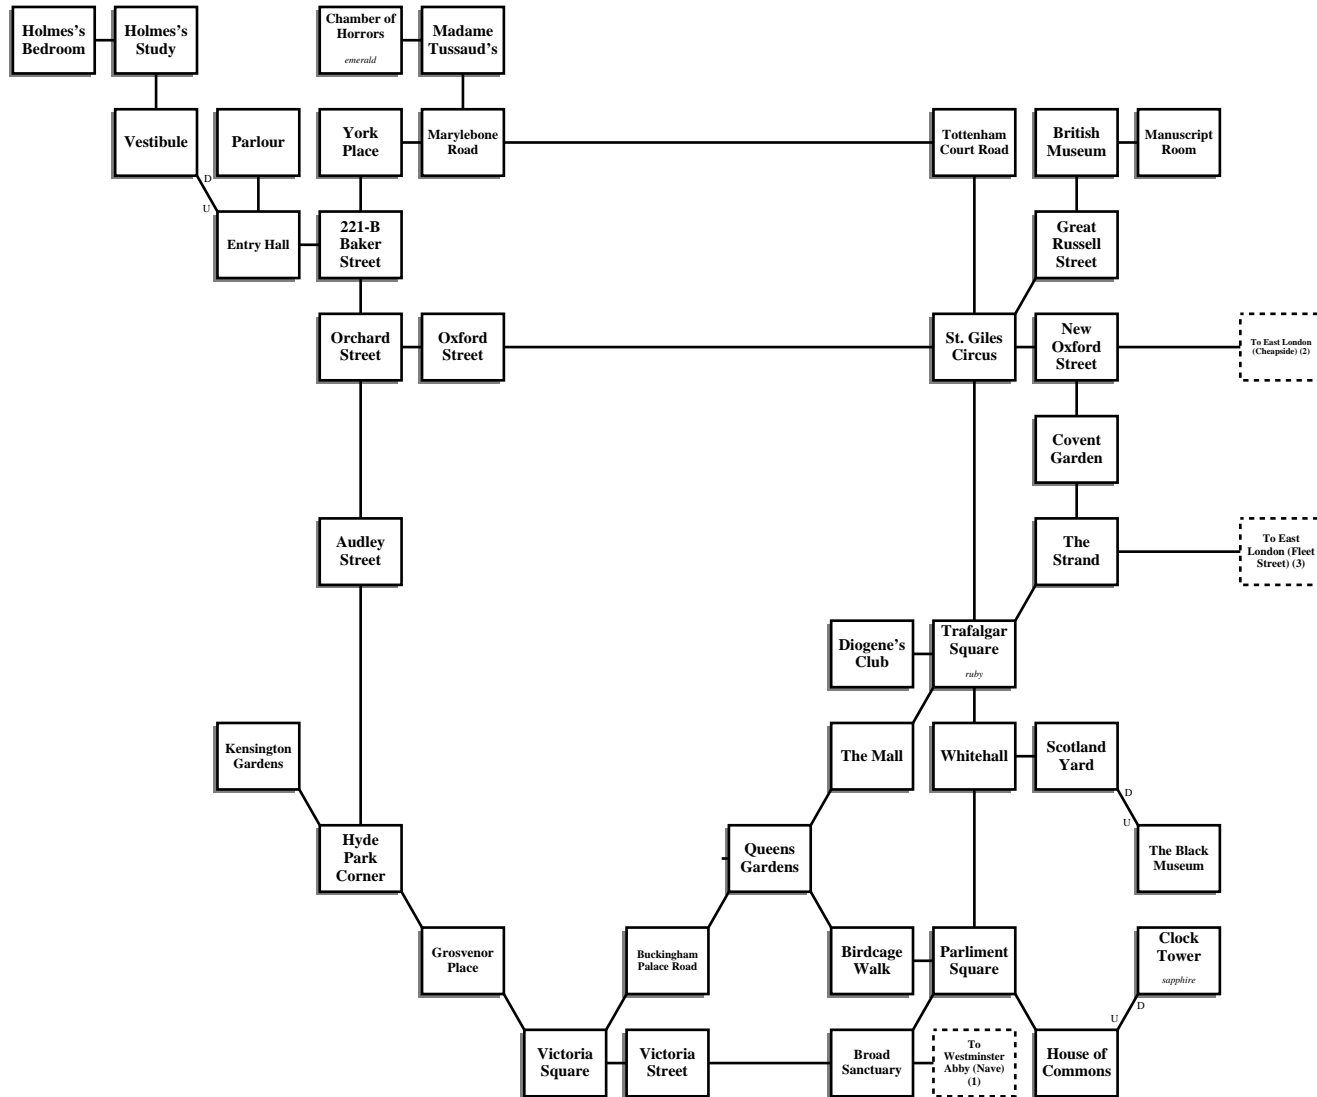 Holmes's
Bedroom
Holmes's
Study
Chamber of
Horrors
emerald
Madame
Tussaud's
Vestibule
Parlour
York
Place
Marylebone
Road
Tottenham
Court Road
British
Museum
Manuscript
Room
D
U
Entry Hall
221-B
Baker
Street
Great
Russell
Street
Orchard
Street
Oxford
Street
St. Giles
Circus
New
Oxford
Street
To East London
(Cheapside) (2)
Covent
Garden
Audley
Street
The
Strand
To East
London (Fleet
Street) (3)
Diogene's
Club
Trafalgar
Square
ruby
Kensington
Gardens
The Mall
Whitehall
Scotland
Yard
D
U
Hyde
Park
Corner
Queens
Gardens
The Black
Museum
Grosvenor
Place
Buckingham
Palace Road
Birdcage
Walk
Parliment
Square
Clock
Tower
sapphire
D
U
Victoria
Square
Victoria
Street
Broad
Sanctuary
To
Westminster
Abby (Nave)
(1)
House of
Commons